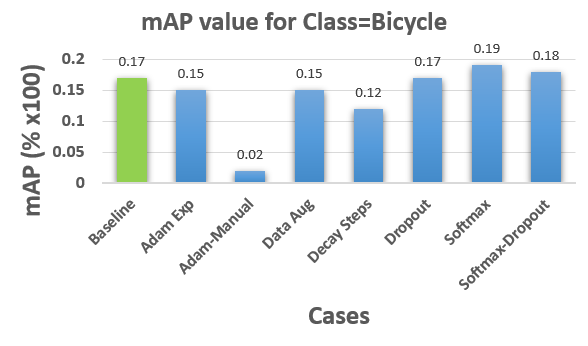 mAP value for Class=Bicycle
mAP (% x100)
0.2
0.15
0.1
0.05
0
0.17
0.15
0.02
0.15
0.12
0.17
0.19
0.18
Baseline
Adam Exp
Adam-Manual
Data Aug
Decay Steps
Dropout
Softmax
Softmax-Dropout
Cases